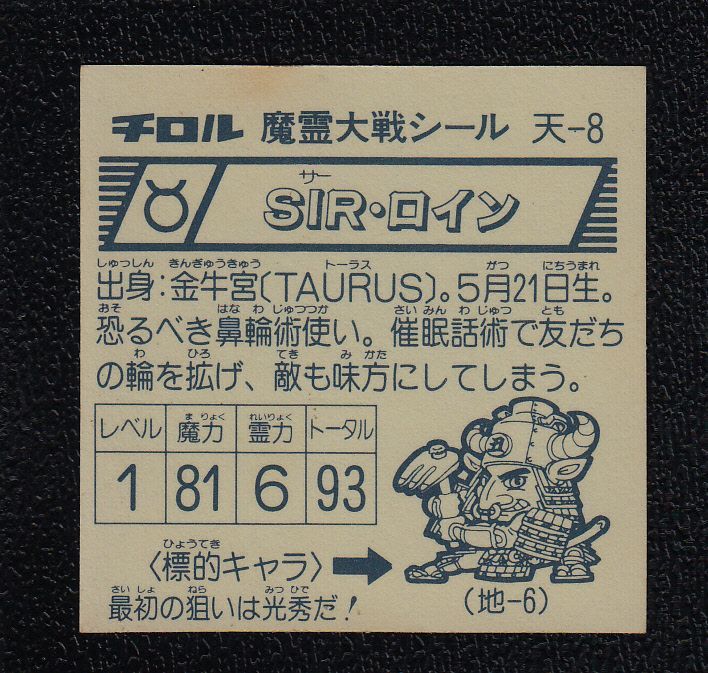 チロル 魔霊大戦シール 天-8
サー
SIR・ロイン
しゅっしん きんぎゅうきゅう トーラス がつ にちうまれ
出身:金牛宮(TAURUS)。5月21日生。
おそ はな わ じゅつつか さい みん わ じゅつ とも
恐るべき鼻輪術使い。催眠話術で友だち
わ ひろ てき み かた
の輪を拡げ、敵も味方にしてしまう。
ま りょく れいりょく
レベル 魔力 霊力 トータル
1 81 6 93
丑
ひょうてき
〈標的キャラ〉
さい しょ ねら みつ ひで
最初の狙いは光秀だ!
(地-6)